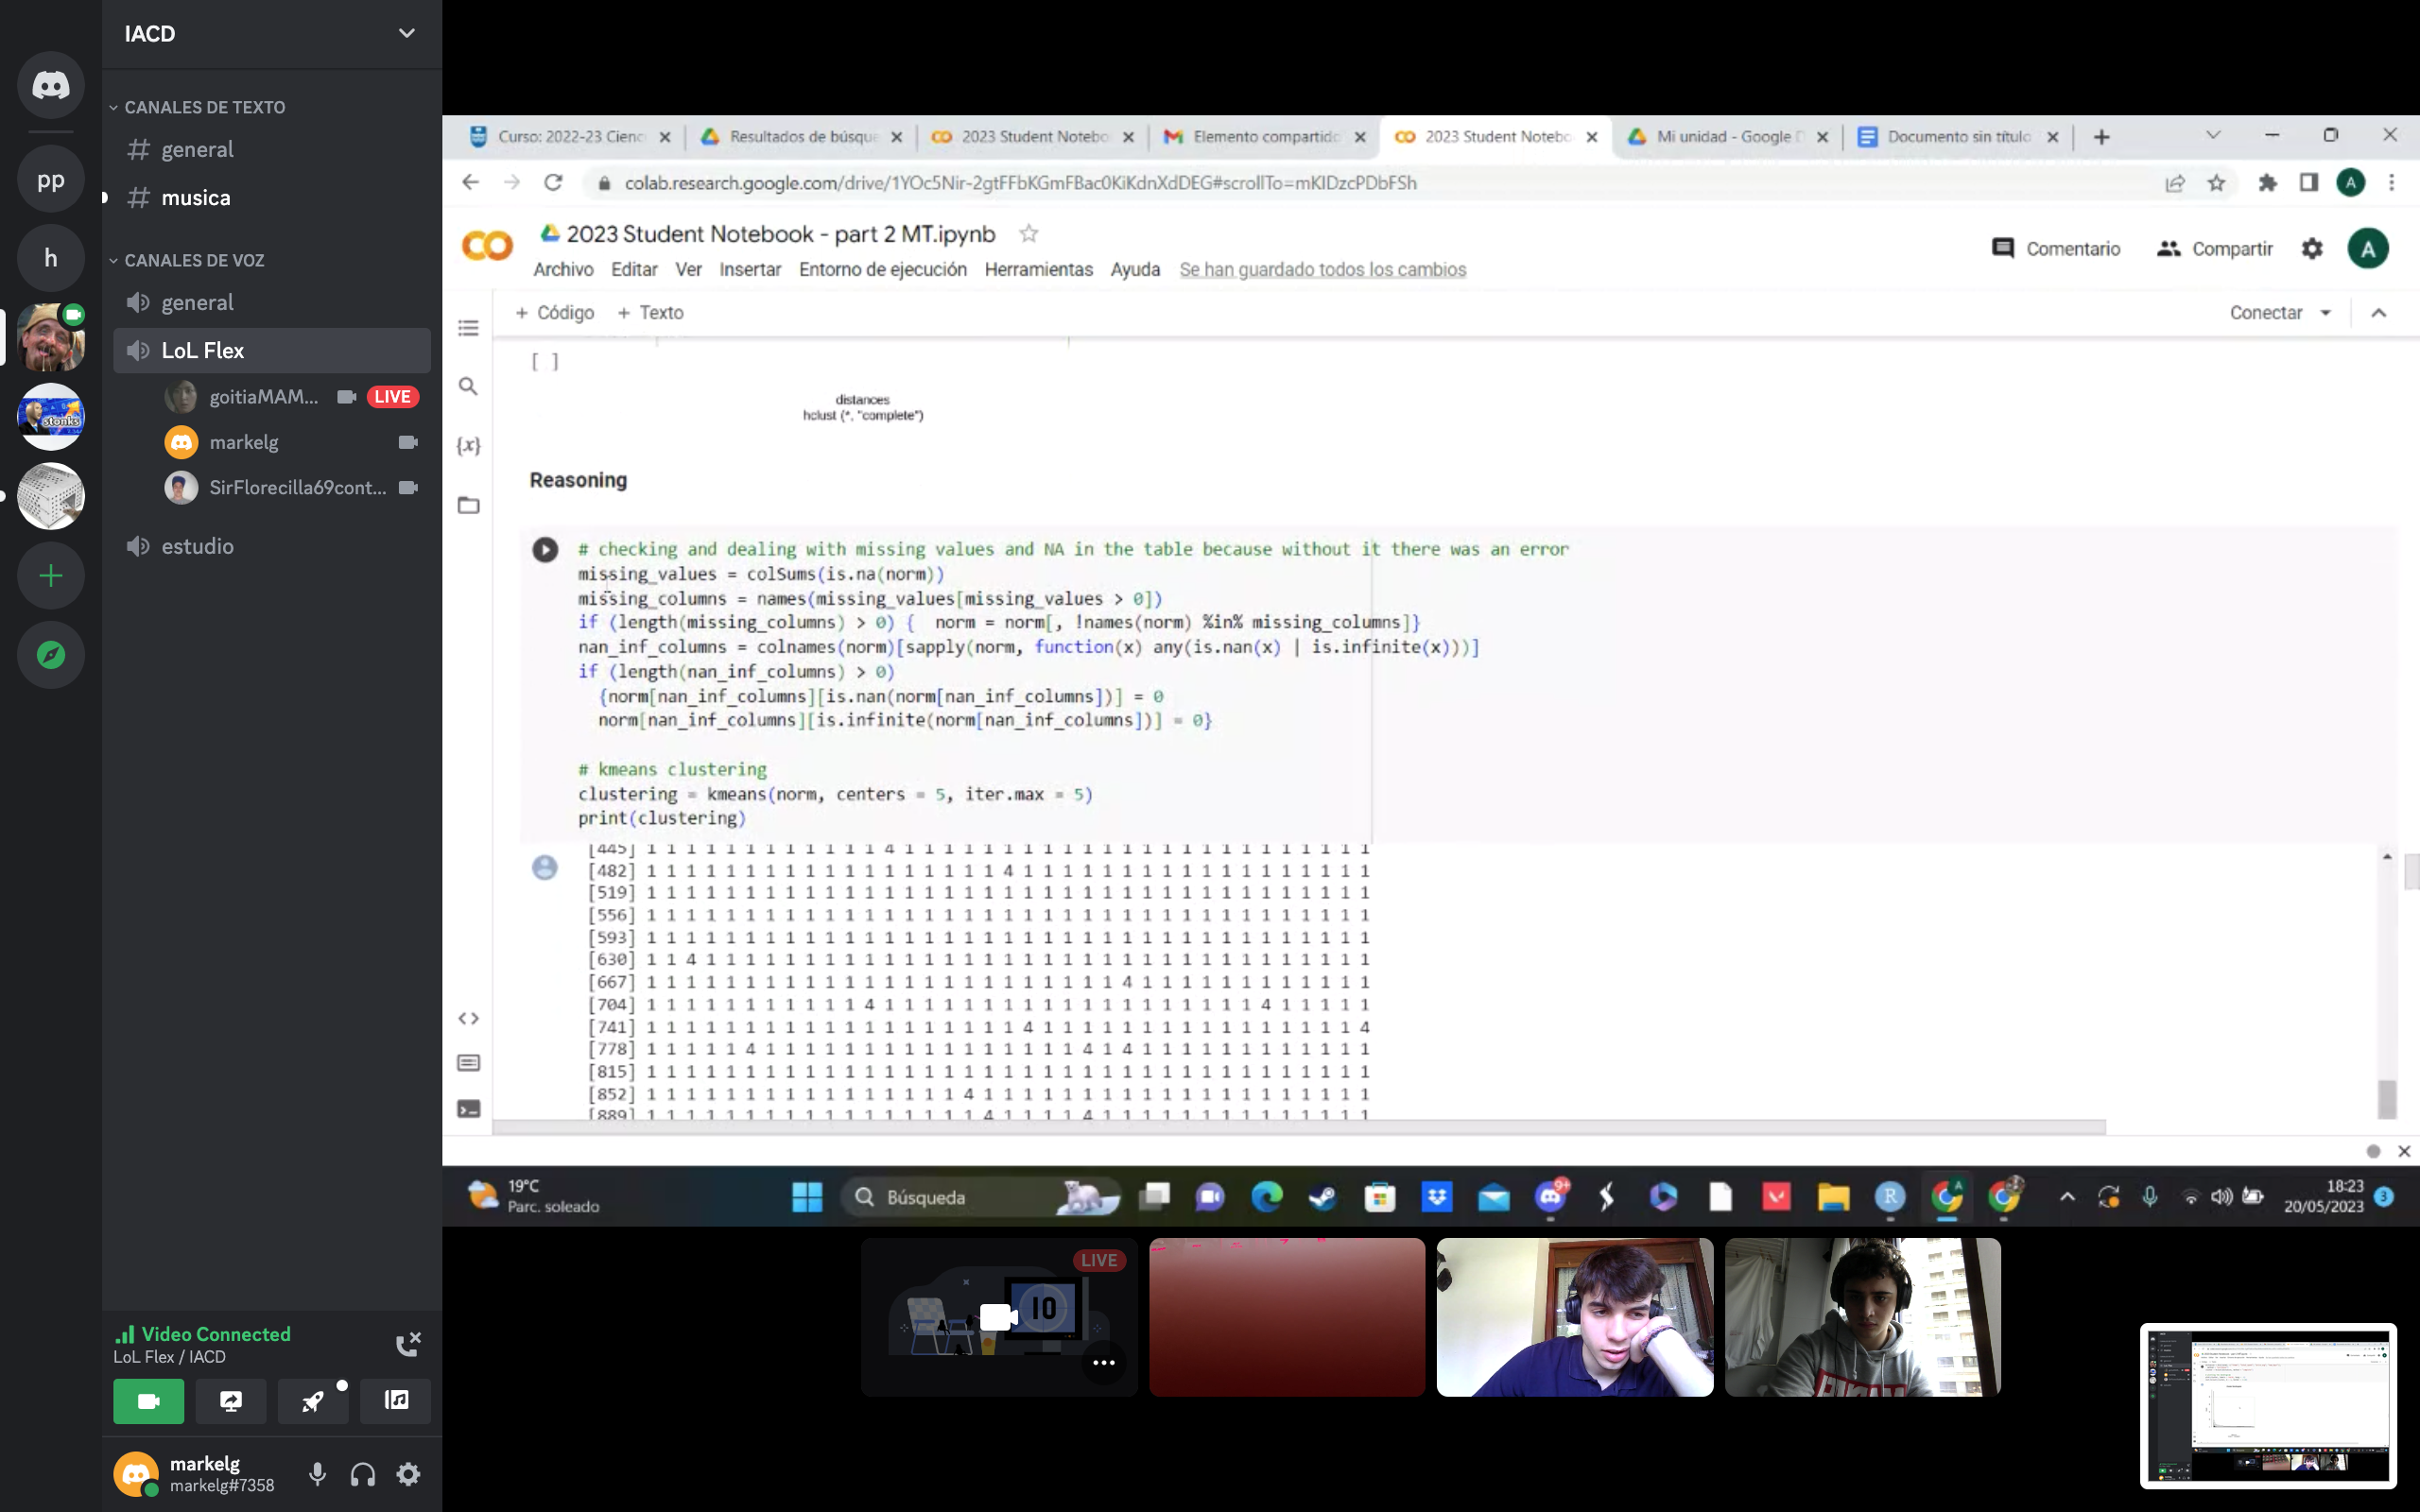 IACD
CANALES DE TEXTO
# general
# musica
CANALES DE VOZ
general
LoL Flex
goitiaMAM... LIVE
markelg
SirFlorecilla69cont...
estudio
pp
h
stonks
Video Connected
LoL Flex / IACD
markelg
markelg#7358
Curso: 2022-23 Cienc
Resultados de búsque
2023 Student Notebo
Elemento compartido
2023 Student Notebo
Mi unidad - Google D
Documento sin título
colab.research.google.com/drive/1YOc5Nir-2gtFFbKGmFBac0KiKdnXdDEG#scrollTo=mKIDzcPDbFSh
A
2023 Student Notebook - part 2 MT.ipynb
Comentario Compartir A
Archivo Editar Ver Insertar Entorno de ejecución Herramientas Ayuda Se han guardado todos los cambios
+ Código + Texto
Conectar
[ ]
distances
hclust (*, "complete")
{x}
Reasoning
# checking and dealing with missing values and NA in the table because without it there was an error
missing_values = colSums(is.na(norm))
missing_columns = names(missing_values[missing_values > 0])
if (length(missing_columns) > 0) {  norm = norm[, !names(norm) %in% missing_columns]}
nan_inf_columns = colnames(norm)[sapply(norm, function(x) any(is.nan(x) | is.infinite(x)))]
if (length(nan_inf_columns) > 0)
{norm[nan_inf_columns][is.nan(norm[nan_inf_columns])] = 0
norm[nan_inf_columns][is.infinite(norm[nan_inf_columns])] = 0}
# kmeans clustering
clustering = kmeans(norm, centers = 5, iter.max = 5)
print(clustering)
[445] 1 1 1 1 1 1 1 1 1 1 1 1 4 1 1 1 1 1 1 1 1 1 1 1 1 1 1 1 1 1 1 1 1 1 1 1 1
[482] 1 1 1 1 1 1 1 1 1 1 1 1 1 1 1 1 1 1 4 1 1 1 1 1 1 1 1 1 1 1 1 1 1 1 1 1 1
[519] 1 1 1 1 1 1 1 1 1 1 1 1 1 1 1 1 1 1 1 1 1 1 1 1 1 1 1 1 1 1 1 1 1 1 1 1 1
[556] 1 1 1 1 1 1 1 1 1 1 1 1 1 1 1 1 1 1 1 1 1 1 1 1 1 1 1 1 1 1 1 1 1 1 1 1 1
[593] 1 1 1 1 1 1 1 1 1 1 1 1 1 1 1 1 1 1 1 1 1 1 1 1 1 1 1 1 1 1 1 1 1 1 1 1 1
[630] 1 1 4 1 1 1 1 1 1 1 1 1 1 1 1 1 1 1 1 1 1 1 1 1 1 1 1 1 1 1 1 1 1 1 1 1 1
[667] 1 1 1 1 1 1 1 1 1 1 1 1 1 1 1 1 1 1 1 1 1 1 1 1 4 1 1 1 1 1 1 1 1 1 1 1 1
[704] 1 1 1 1 1 1 1 1 1 1 1 4 1 1 1 1 1 1 1 1 1 1 1 1 1 1 1 1 1 1 1 4 1 1 1 1 1
[741] 1 1 1 1 1 1 1 1 1 1 1 1 1 1 1 1 1 1 1 4 1 1 1 1 1 1 1 1 1 1 1 1 1 1 1 1 4
[778] 1 1 1 1 1 4 1 1 1 1 1 1 1 1 1 1 1 1 1 1 1 1 4 1 4 1 1 1 1 1 1 1 1 1 1 1 1
[815] 1 1 1 1 1 1 1 1 1 1 1 1 1 1 1 1 1 1 1 1 1 1 1 1 1 1 1 1 1 1 1 1 1 1 1 1 1
[852] 1 1 1 1 1 1 1 1 1 1 1 1 1 1 1 1 4 1 1 1 1 1 1 1 1 1 1 1 1 1 1 1 1 1 1 1 1
[889] 1 1 1 1 1 1 1 1 1 1 1 1 1 1 1 1 1 4 1 1 1 1 4 1 1 1 1 1 1 1 1 1 1 1 1 1 1
19°C
Parc. soleado
Búsqueda
9+
18:23
20/05/2023
3
LIVE
10